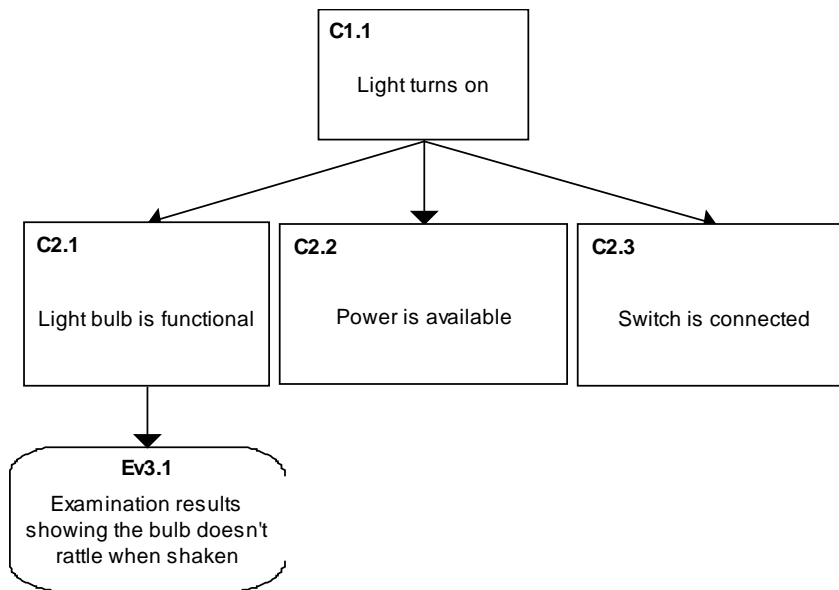 C1.1
Light turns on
C2.1
Light bulb is functional
C2.2
Power is available
C2.3
Switch is connected
Ev3.1
Examination results
showing the bulb doesn't
rattle when shaken